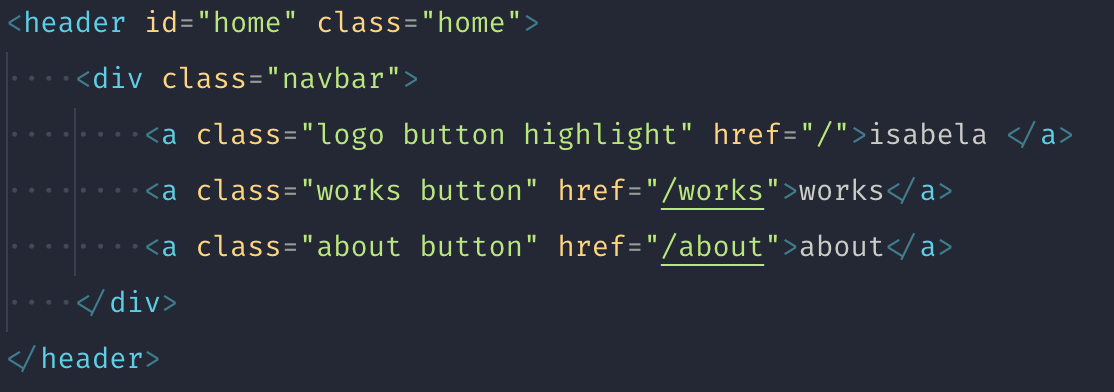 <header id="home" class="home">
    <div class="navbar">
        <a class="logo button highlight" href="/">isabela </a>
        <a class="works button" href="/works">works</a>
        <a class="about button" href="/about">about</a>
    </div>
</header>